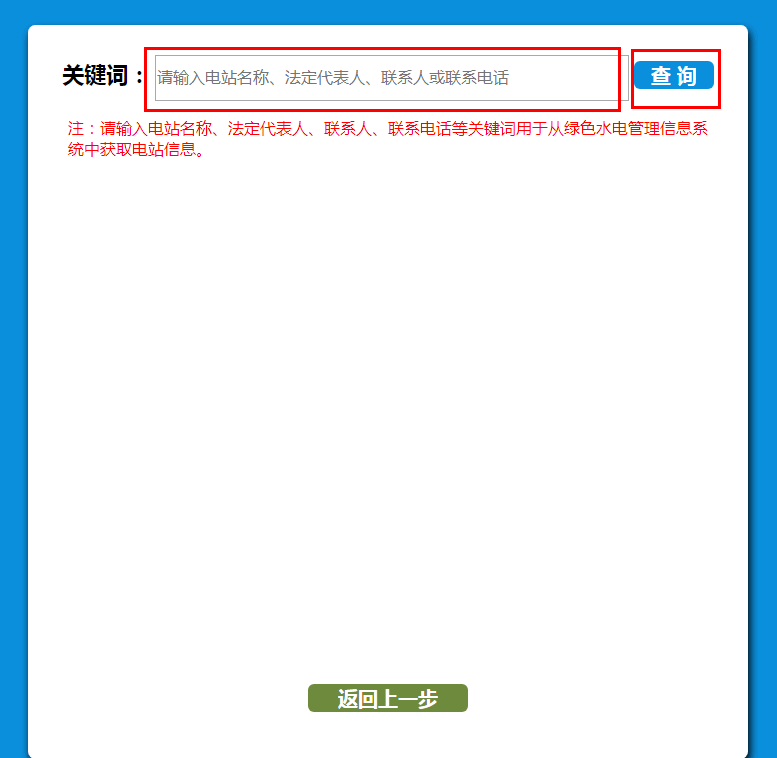 关键词： 请输入电站名称、法定代表人、联系人或联系电话 查 询
注：请输入电站名称、法定代表人、联系人、联系电话等关键词用于从绿色水电管理信息系
统中获取电站信息。
返回上一步